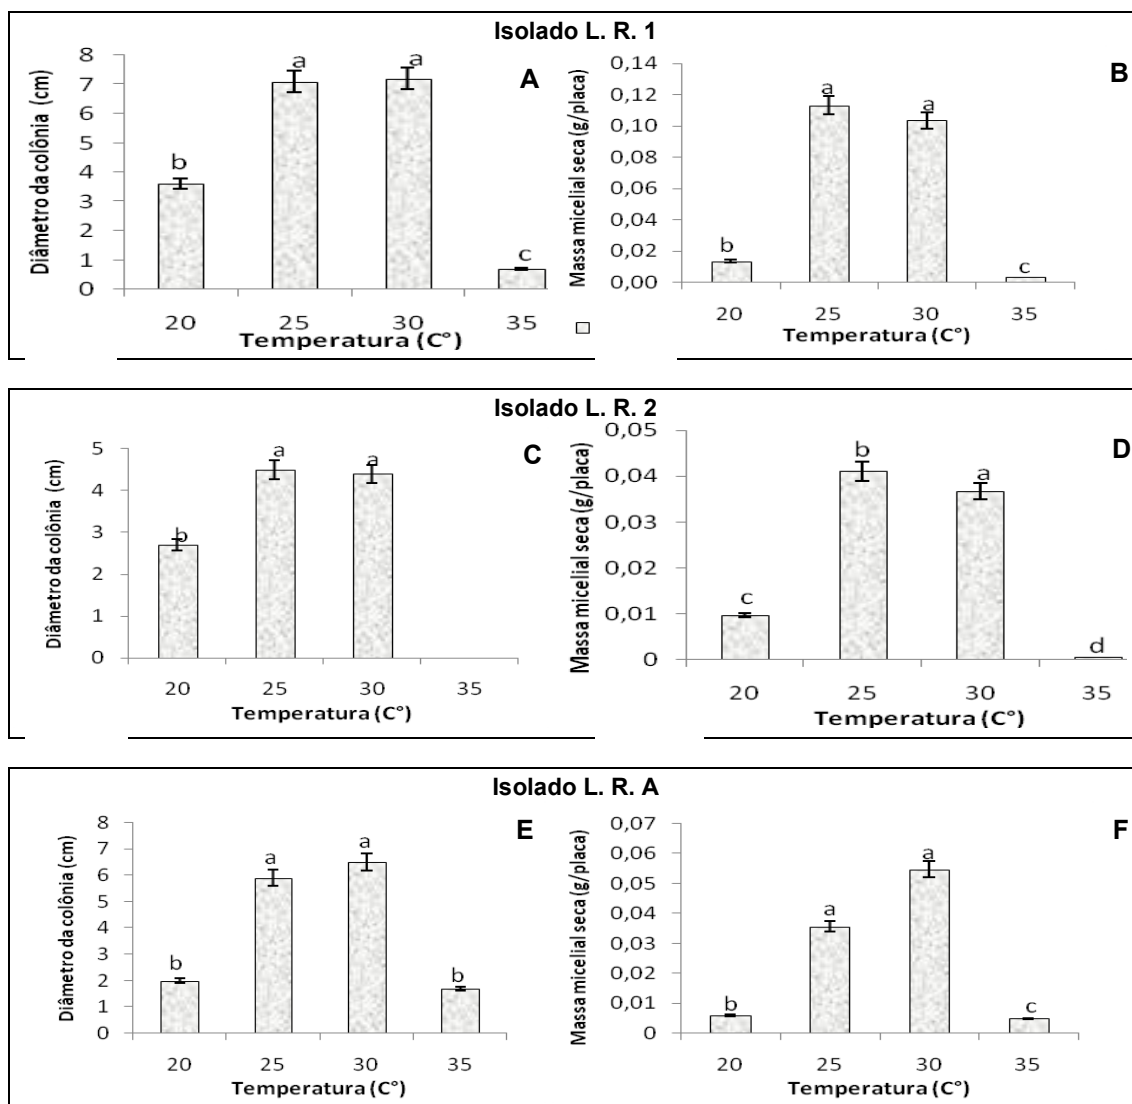 Isolado L. R. 1
A
Diâmetro da colônia (cm)
8
7
6
5
4
3
2
1
0
b
a
a
c
20 25 30 35
Temperatura (C°)
B
Massa micelial seca (g/placa)
0,14
0,12
0,10
0,08
0,06
0,04
0,02
0,00
b
a
a
c
20 25 30 35
Temperatura (C°)
Isolado L. R. 2
C
Diâmetro da colônia (cm)
5
4
3
2
1
0
b
a
a
20 25 30 35
Temperatura (C°)
D
Massa micelial seca (g/placa)
0,05
0,04
0,03
0,02
0,01
0
c
b
a
d
20 25 30 35
Temperatura (C°)
Isolado L. R. A
E
Diâmetro da colônia (cm)
8
7
6
5
4
3
2
1
0
b
a
a
b
20 25 30 35
Temperatura (C°)
F
Massa micelial seca (g/placa)
0,07
0,06
0,05
0,04
0,03
0,02
0,01
0
b
a
a
c
20 25 30 35
Temperatura (C°)